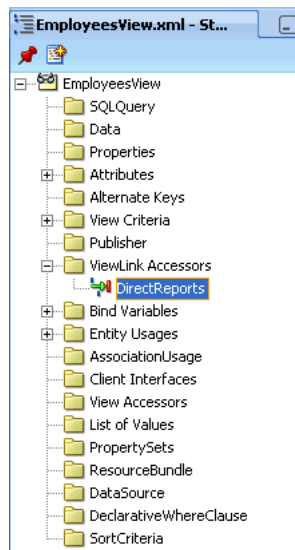 EmployeesView.xml - St...
EmployeesView
SQLQuery
Data
Properties
Attributes
Alternate Keys
View Criteria
Publisher
ViewLink Accessors
DirectReports
Bind Variables
Entity Usages
AssociationUsage
Client Interfaces
View Accessors
List of Values
PropertySets
ResourceBundle
DataSource
DeclarativeWhereClause
SortCriteria